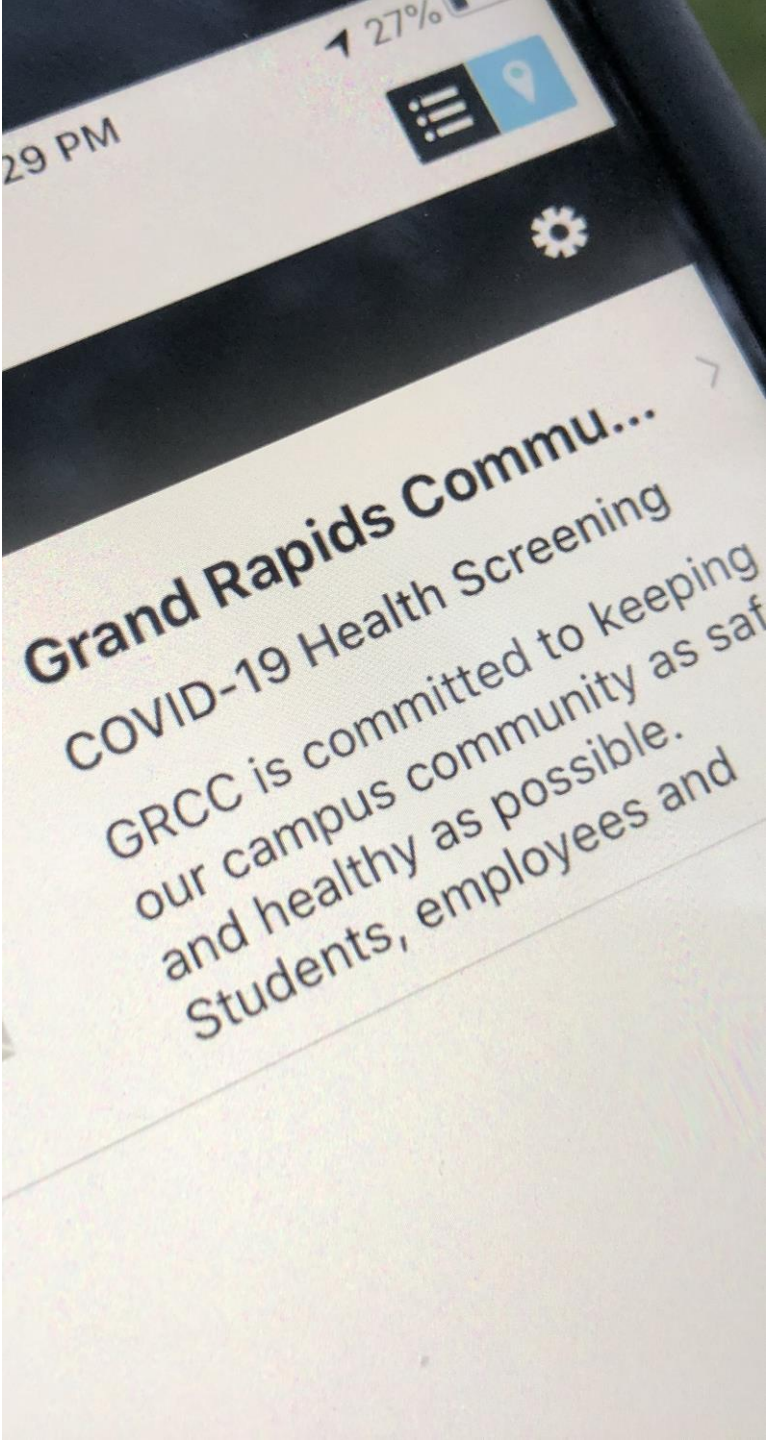 27%
29 PM
Grand Rapids Commu...
COVID-19 Health Screening
GRCC is committed to keeping
our campus community as saf
and healthy as possible.
Students, employees and